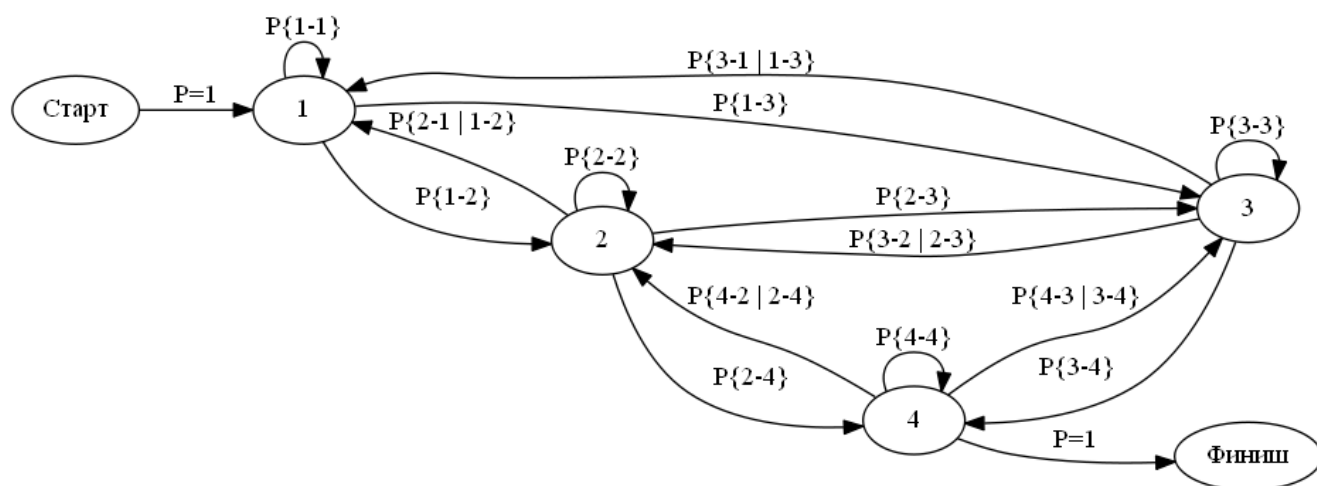 P{1-1}
P{3-1 | 1-3}
P=1
P{1-3}
Старт
1
P{2-1 | 1-2}
P{3-3}
P{2-2}
P{1-2}
P{2-3}
3
2
P{3-2 | 2-3}
P{4-2 | 2-4}
P{4-3 | 3-4}
P{4-4}
P{2-4}
P{3-4}
4
P=1
Финиш